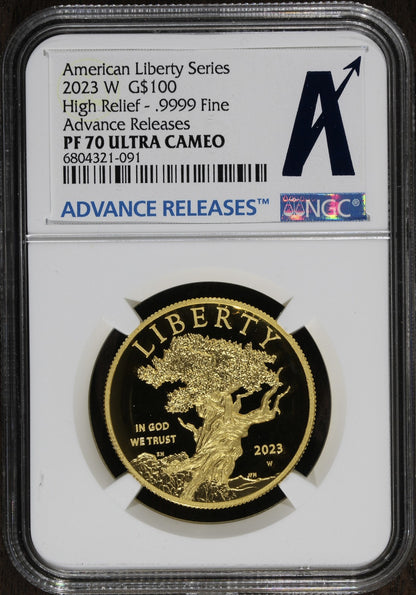 American Liberty Series
2023 W G$100
High Relief - .9999 Fine
Advance Releases
PF 70 ULTRA CAMEO
6804321-091
A
ADVANCE RELEASES™
NGC®
LIBERTY
IN GOD
WE TRUST
2023
W